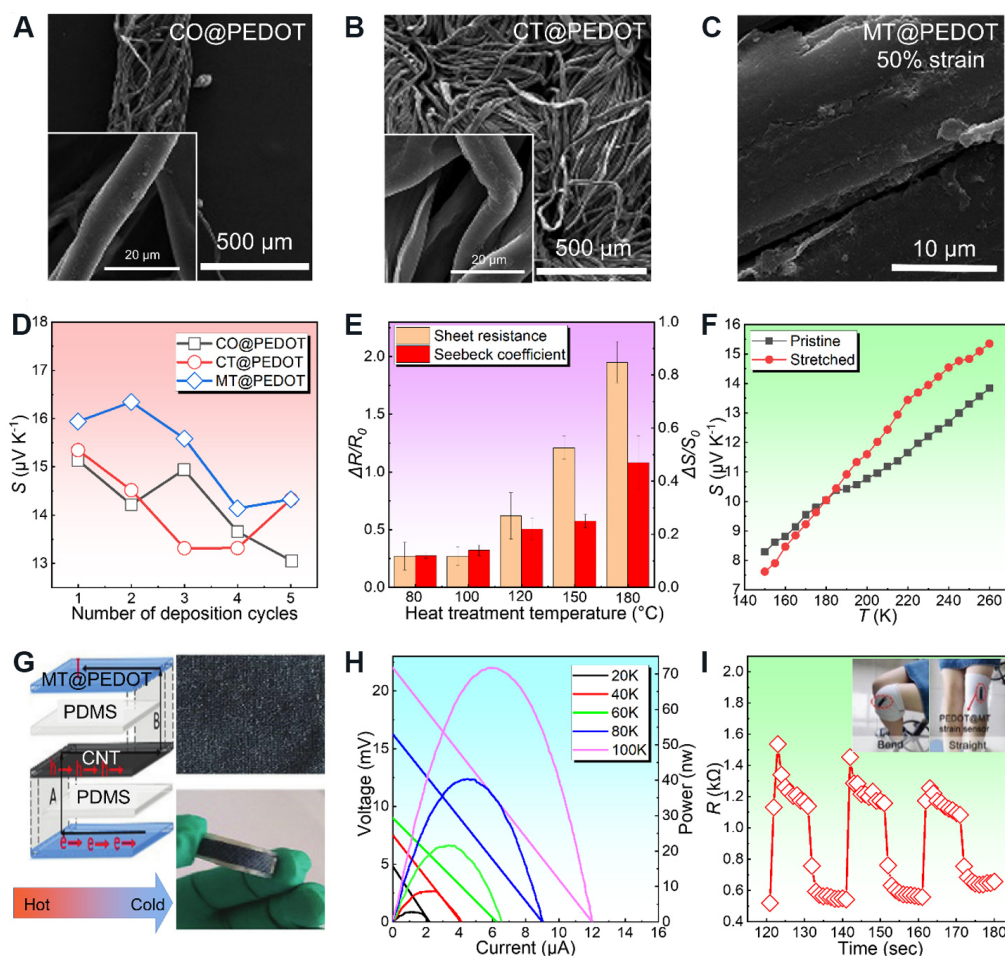 A
CO@PEDOT
20 µm
500 µm
B
CT@PEDOT
20 µm
500 µm
C
MT@PEDOT
50% strain
10 µm
D
18
17
16
15
14
13
S (µV K⁻¹)
CO@PEDOT
CT@PEDOT
MT@PEDOT
1 2 3 4 5
Number of deposition cycles
E
2.0
1.5
1.0
0.5
0.0
ΔR/R₀
Sheet resistance
Seebeck coefficient
1.0
0.8
0.6
0.4
0.2
0.0
ΔS/S₀
80 100 120 150 180
Heat treatment temperature (°C)
F
16
15
14
13
12
11
10
9
8
7
S (µV K⁻¹)
Pristine
Stretched
140 160 180 200 220 240 260
T (K)
G
MT@PEDOT
PDMS
B
CNT
h h h
A
PDMS
e e e
Hot Cold
H
20
15
10
5
0
Voltage (mV)
20K
40K
60K
80K
100K
70
60
50
40
30
20
10
0
Power (nw)
0 2 4 6 8 10 12 14 16
Current (µA)
I
2.0
1.8
1.6
1.4
1.2
1.0
0.8
0.6
0.4
R (kΩ)
Bend
PEDOT@MT
strain sensor
Straight
120 130 140 150 160 170 180
Time (sec)